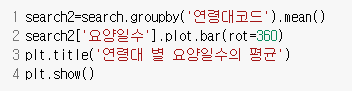 1 search2=search.groupby('연령대코드').mean()
2 search2['요양일수'].plot.bar(rot=360)
3 plt.title('연령대 별 요양일수의 평균')
4 plt.show()